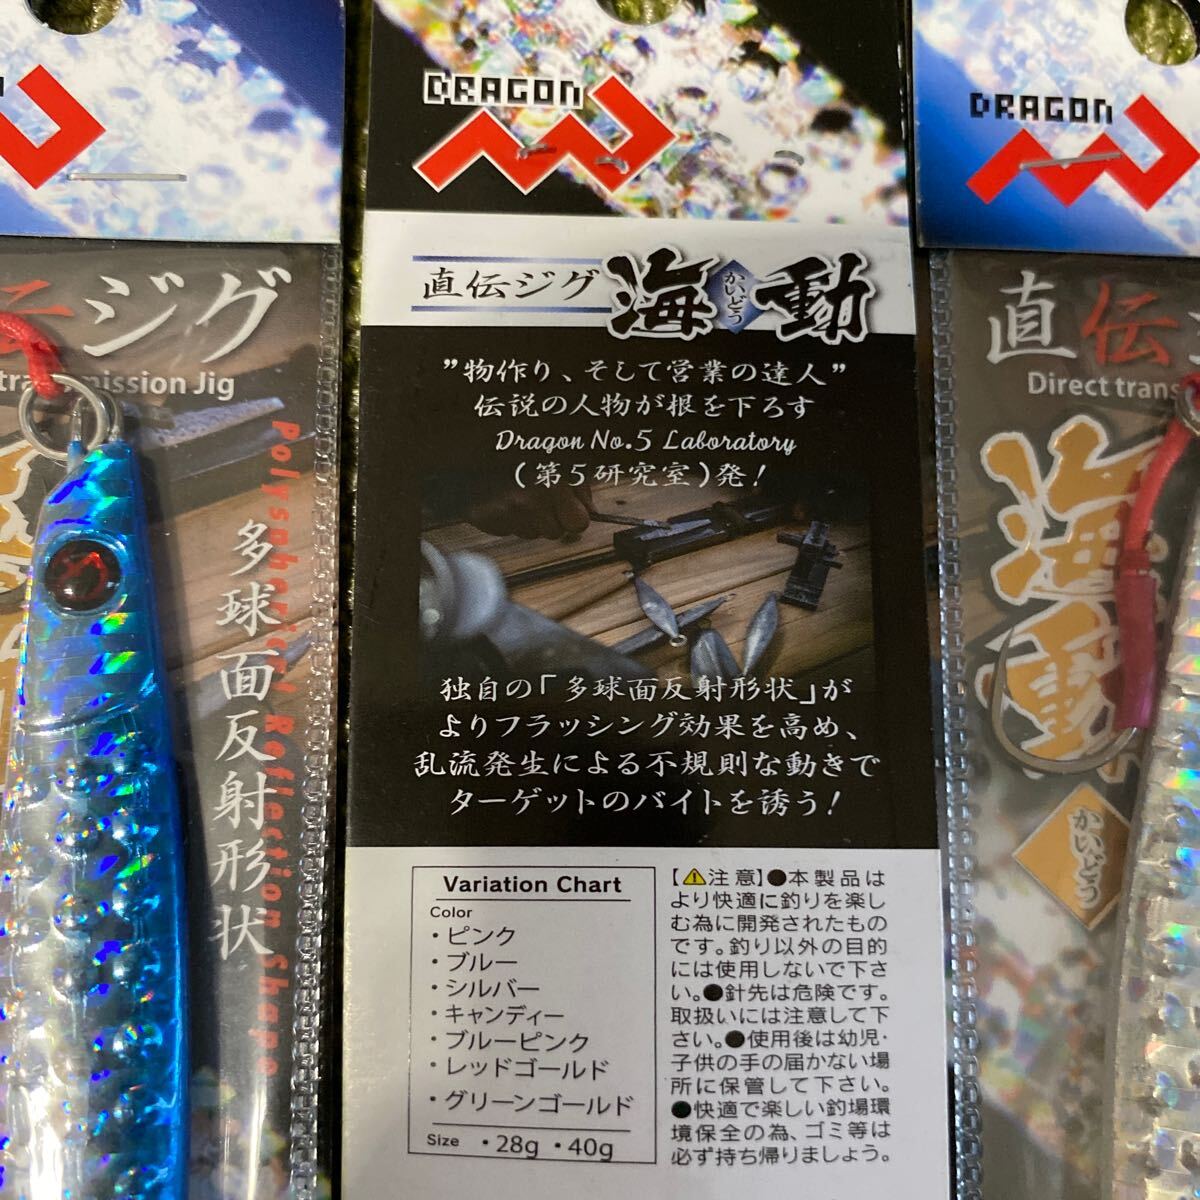 DRAGON
直伝ジグ 海動
かいどう
"物作り、そして営業の達人"
伝説の人物が根を下ろす
Dragon No.5 Laboratory
(第5研究室)発!
独自の「多球面反射形状」が
よりフラッシング効果を高め、
乱流発生による不規則な動きで
ターゲットのバイトを誘う!
Variation Chart
Color
・ピンク
・ブルー
・シルバー
・キャンディー
・ブルーピンク
・レッドゴールド
・グリーンゴールド
Size ・28g ・40g
【⚠注意】●本製品は
より快適に釣りを楽し
む為に開発されたもの
です。釣り以外の目的
には使用しないで下さ
い。●針先は危険です。
取扱いには注意して下
さい。●使用後は幼児・
子供の手の届かない場
所に保管して下さい。
●快適で楽しい釣場環
境保全の為、ゴミ等は
必ず持ち帰りましょう。
伝ジグ
mission Jig
多球面反射形状
Polyspherical Reflection Shape
DRAGON
直伝
Direct trans
海動
かいどう